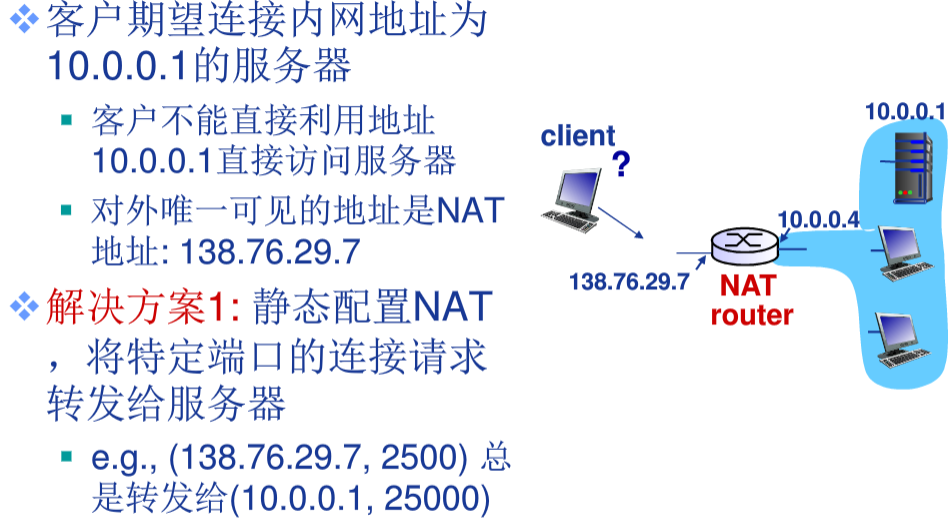 客户期望连接内网地址为
10.0.0.1的服务器
客户不能直接利用地址
10.0.0.1直接访问服务器
对外唯一可见的地址是NAT
地址: 138.76.29.7
解决方案1: 静态配置NAT
，将特定端口的连接请求
转发给服务器
e.g., (138.76.29.7, 2500) 总
是转发给(10.0.0.1, 25000)
10.0.0.1
client
?
10.0.0.4
138.76.29.7
NAT
router